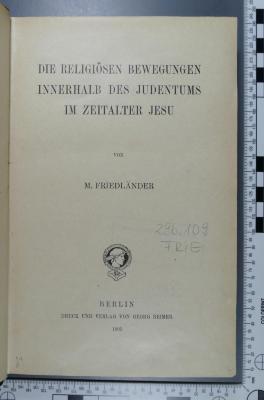 DIE RELIGIÖSEN BEWEGUNGEN
INNERHALB DES JUDENTUMS
IM ZEITALTER JESU
VON
M. FRIEDLÄNDER
296.109
FRIE
BERLIN
DRUCK UND VERLAG VON GEORG REIMER
1905